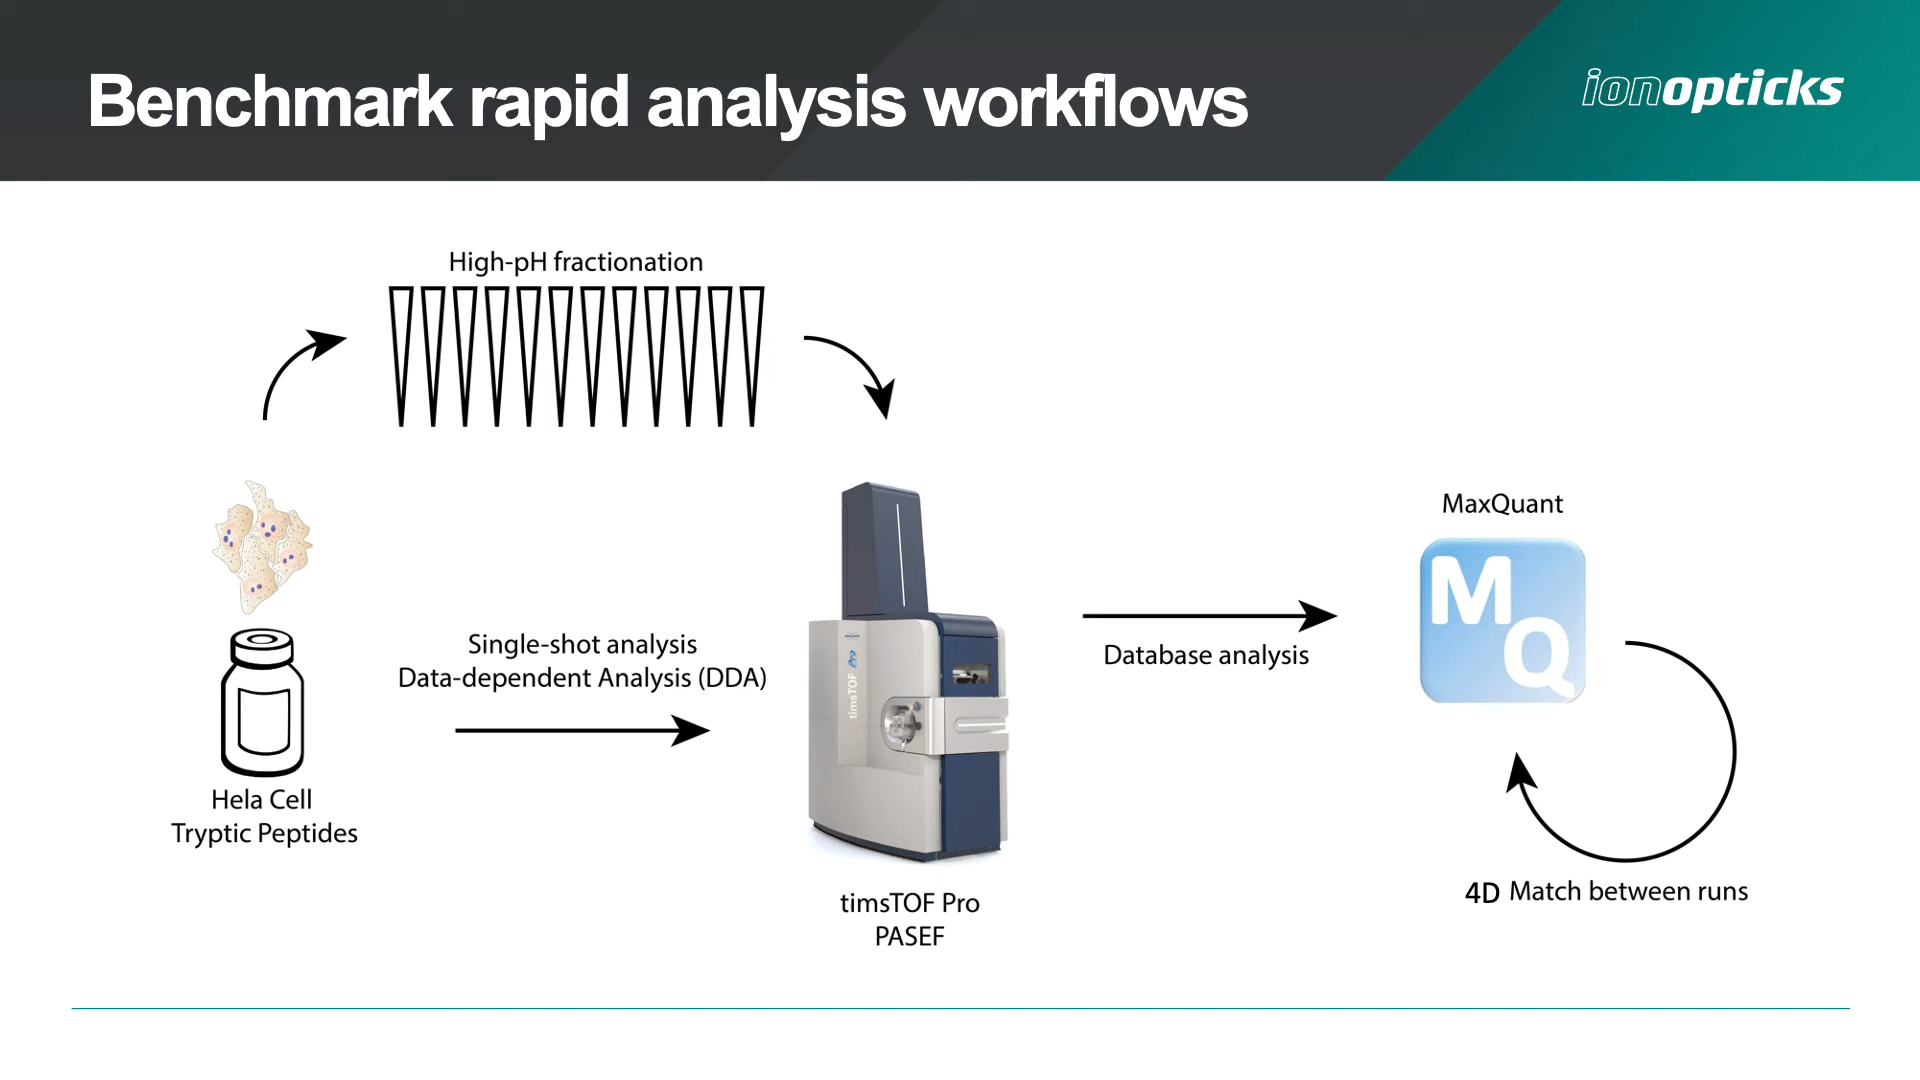 Benchmark rapid analysis workflows
ionopticks
High-pH fractionation
Single-shot analysis
Data-dependent Analysis (DDA)
Hela Cell
Tryptic Peptides
timsTOF Pro
timsTOF Pro
PASEF
Database analysis
MaxQuant
MQ
4D Match between runs